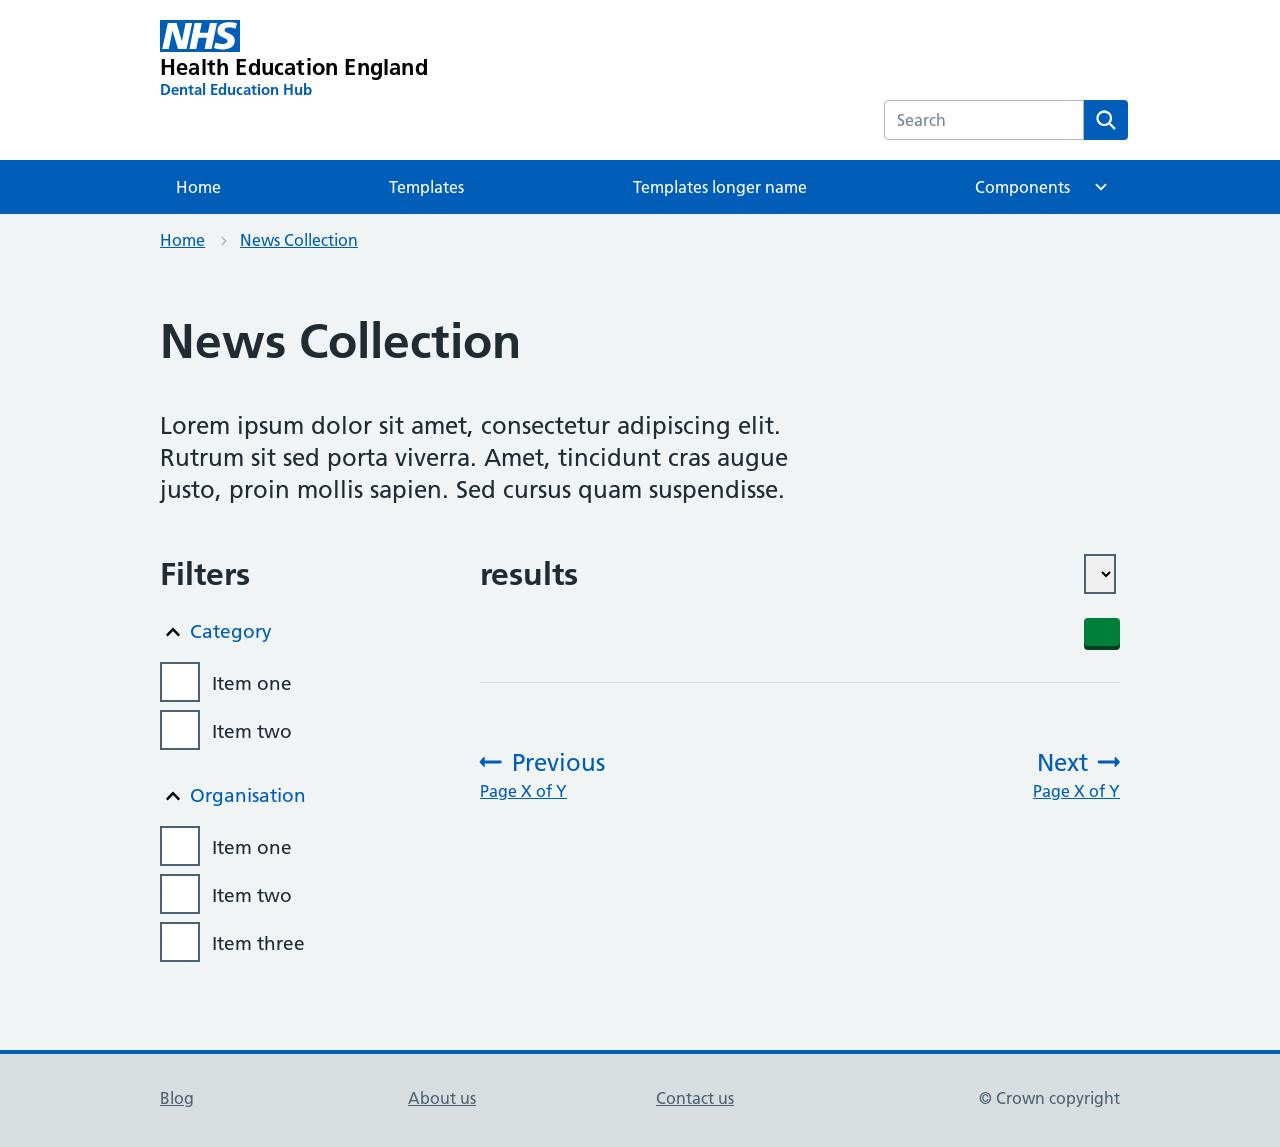 NHS
Health Education England
Dental Education Hub
Search
Home
Templates
Templates longer name
Components
Home
News Collection
News Collection
Lorem ipsum dolor sit amet, consectetur adipiscing elit.
Rutrum sit sed porta viverra. Amet, tincidunt cras augue
justo, proin mollis sapien. Sed cursus quam suspendisse.
Filters
Category
Item one
Item two
Organisation
Item one
Item two
Item three
results
Previous
Page X of Y
Next
Page X of Y
Blog
About us
Contact us
© Crown copyright